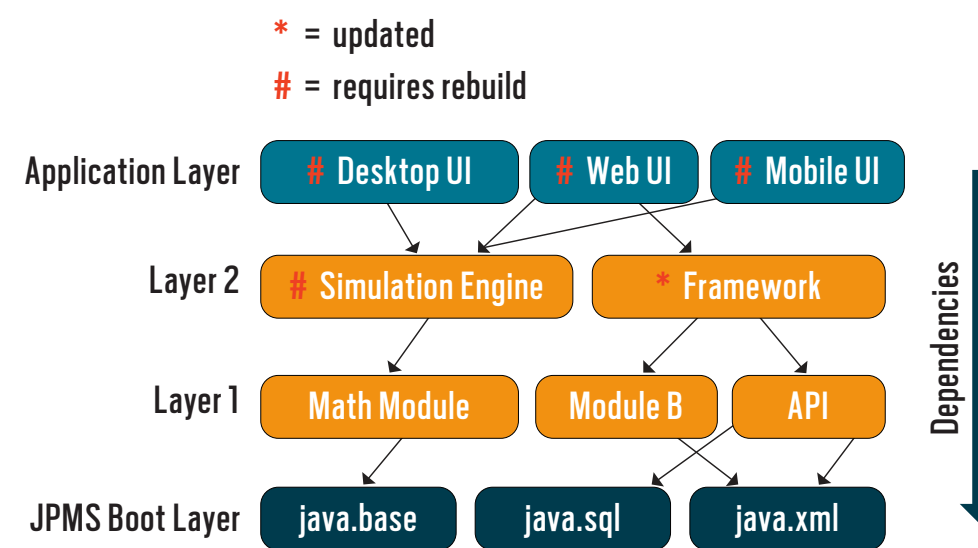 * = updated
# = requires rebuild
Application Layer # Desktop UI # Web UI # Mobile UI
Layer 2 # Simulation Engine * Framework
Layer 1 Math Module Module B API
JPMS Boot Layer java.base java.sql java.xml
Dependencies